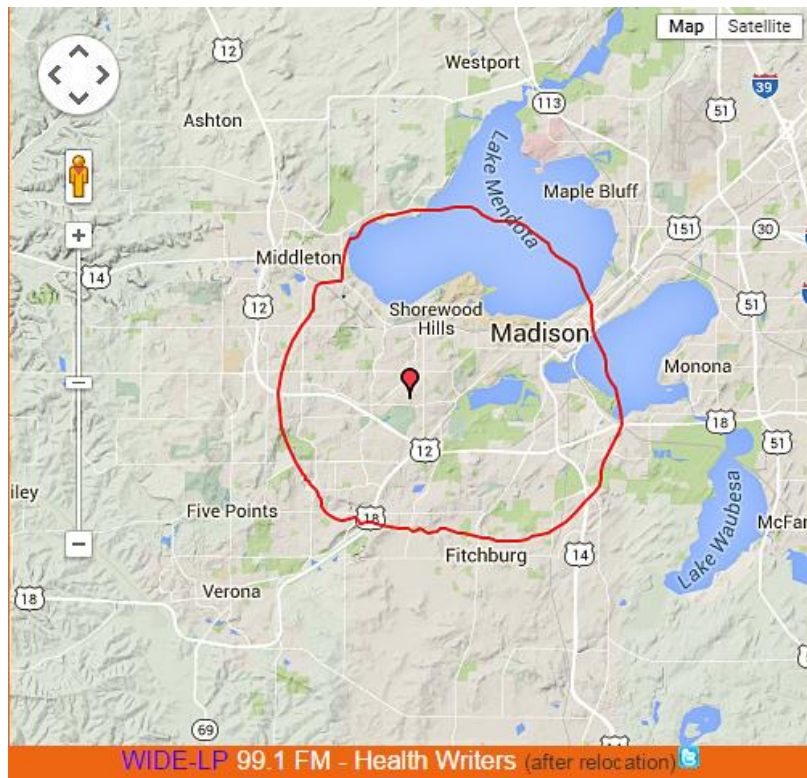 Map Satellite
12
Westport
39
113
51
Ashton
Lake Mendota
Maple Bluff
+
151
30
Middleton
14
12
51
Shorewood
Hills
Madison
Monona
18
12
51
iley
Five Points
18
Lake Waubesa
McFar
Fitchburg
14
Verona
18
69
51
WIDE-LP 99.1 FM - Health Writers (after relocation)